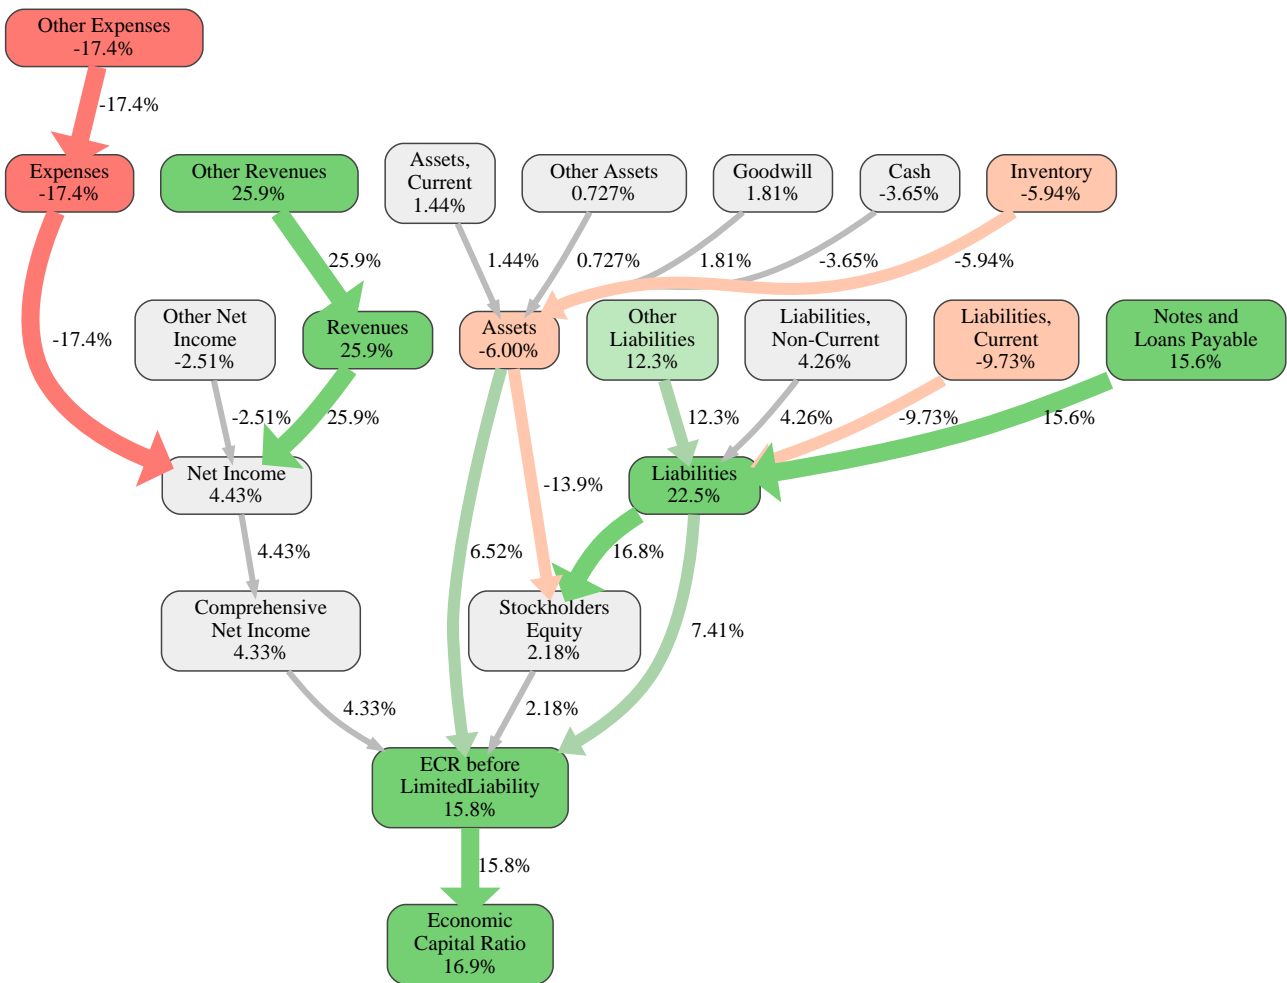 Other Expenses
-17.4%
-17.4%
Expenses
-17.4%
Other Revenues
25.9%
Assets,
Current
1.44%
Other Assets
0.727%
Goodwill
1.81%
Cash
-3.65%
Inventory
-5.94%
25.9%
1.44%
0.727%
1.81%
-3.65%
-5.94%
-17.4%
Other Net
Income
-2.51%
Revenues
25.9%
Assets
-6.00%
Other
Liabilities
12.3%
Liabilities,
Non-Current
4.26%
Liabilities,
Current
-9.73%
Notes and
Loans Payable
15.6%
-2.51%
25.9%
12.3%
4.26%
-9.73%
15.6%
Net Income
4.43%
-13.9%
Liabilities
22.5%
4.43%
6.52%
16.8%
Comprehensive
Net Income
4.33%
Stockholders
Equity
2.18%
7.41%
4.33%
2.18%
ECR before
LimitedLiability
15.8%
15.8%
Economic
Capital Ratio
16.9%